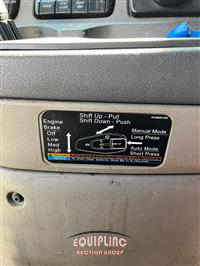 Shift Up - Pull
Shift Down - Push
Engine
Brake
Off
Low
Med
High
Manual Mode
Long Press
Auto Mode
Short Press
EQUIPLINC
AUCTION GROUP